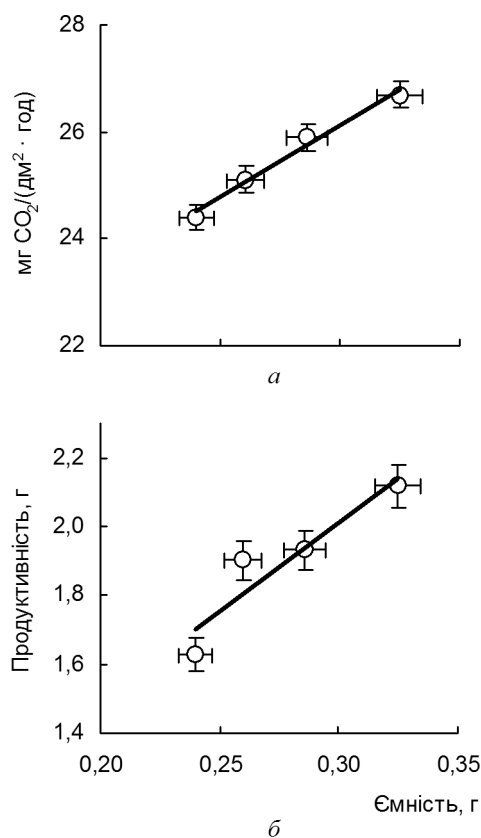 28
26
24
22
мг CO₂/(дм² · год)
а
2,2
2,0
1,8
1,6
1,4
Продуктивність, г
0,20 0,25 0,30 0,35
Ємність, г
б